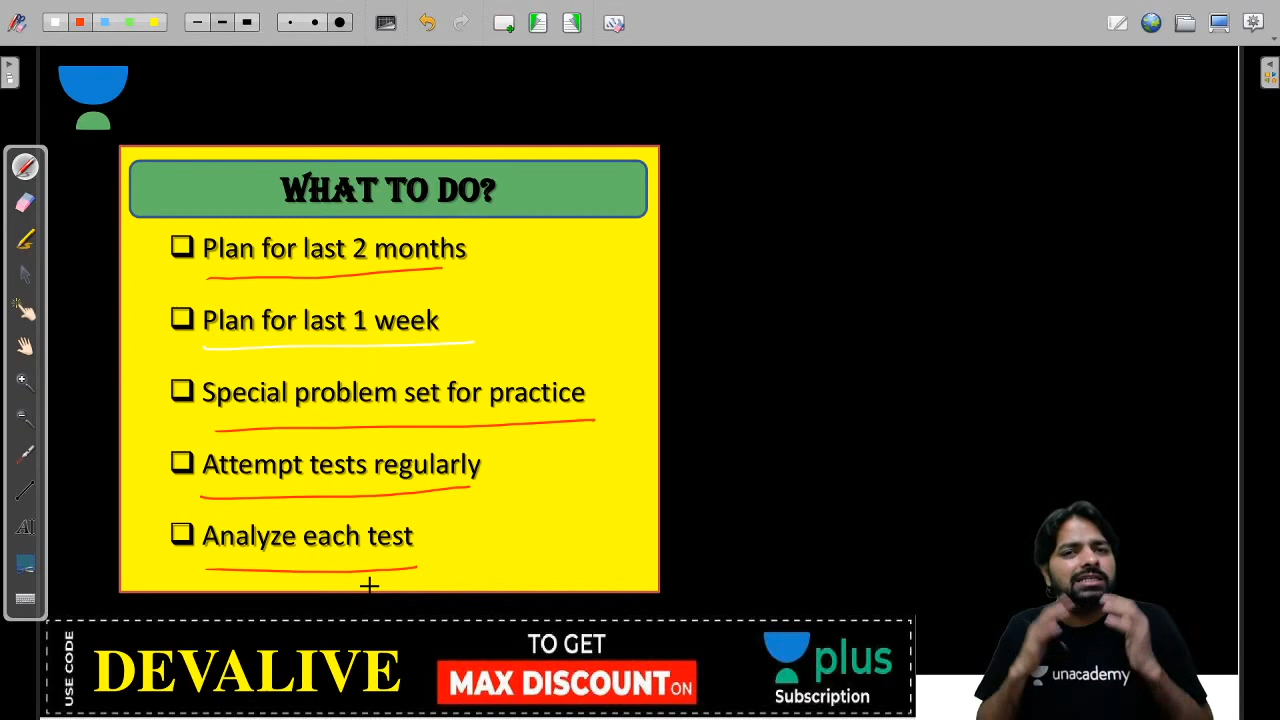 WHAT TO DO?
Plan for last 2 months
Plan for last 1 week
Special problem set for practice
Attempt tests regularly
Analyze each test
USE CODE
DEVALIVE
TO GET
MAX DISCOUNT ON
plus
Subscription
unacademy
AI